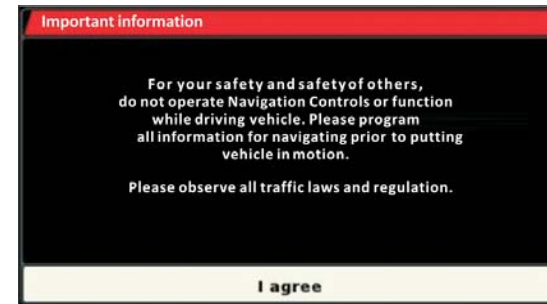 Important information
For your safety and safetyof others,
do not operate Navigation Controls or function
while driving vehicle. Please program
all information for navigating prior to putting
vehicle in motion.
Please observe all traffic laws and regulation.
I agree